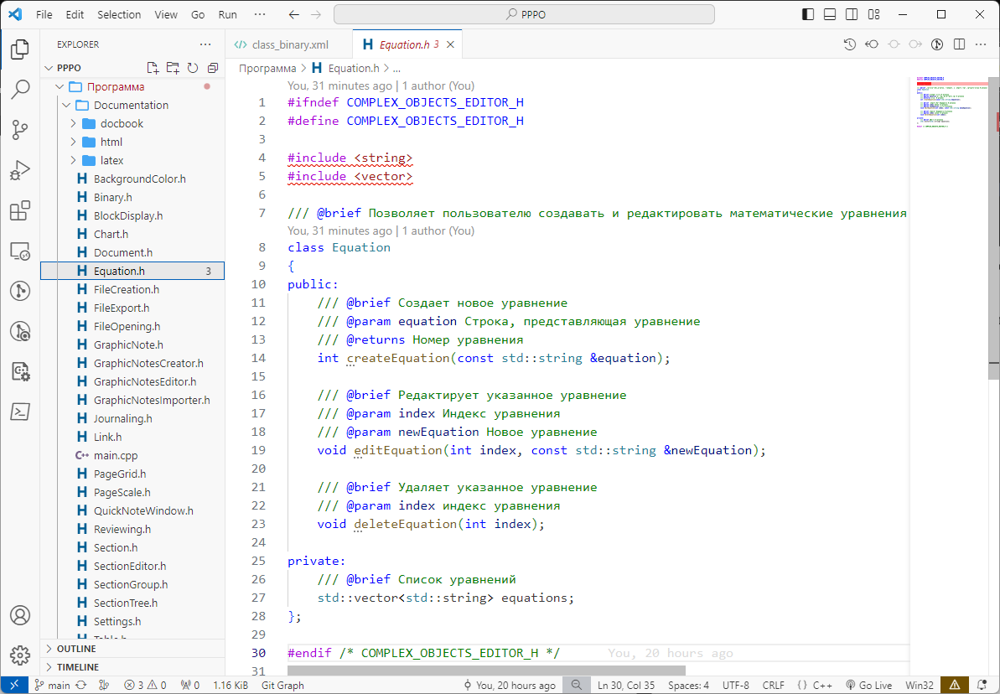 File Edit Selection View Go Run ··· PPPO
EXPLORER ···
PPPO
Программа
Documentation
docbook
html
latex
BackgroundColor.h
Binary.h
BlockDisplay.h
Chart.h
Document.h
Equation.h 3
FileCreation.h
FileExport.h
FileOpening.h
GraphicNote.h
GraphicNotesCreator.h
GraphicNotesEditor.h
GraphicNotesImporter.h
Journaling.h
Link.h
main.cpp
PageGrid.h
PageScale.h
QuickNoteWindow.h
Reviewing.h
Section.h
SectionEditor.h
SectionGroup.h
SectionTree.h
Settings.h
OUTLINE
TIMELINE
class_binary.xml Equation.h 3
Программа > Equation.h > ...
You, 31 minutes ago | 1 author (You)
1 #ifndef COMPLEX_OBJECTS_EDITOR_H
2 #define COMPLEX_OBJECTS_EDITOR_H
3
4 #include <string>
5 #include <vector>
6
7 /// @brief Позволяет пользователю создавать и редактировать математические уравнения
You, 31 minutes ago | 1 author (You)
8 class Equation
9 {
10 public:
11 /// @brief Создает новое уравнение
12 /// @param equation Строка, представляющая уравнение
13 /// @returns Номер уравнения
14 int createEquation(const std::string &equation);
15
16 /// @brief Редактирует указанное уравнение
17 /// @param index Индекс уравнения
18 /// @param newEquation Новое уравнение
19 void editEquation(int index, const std::string &newEquation);
20
21 /// @brief Удаляет указанное уравнение
22 /// @param index индекс уравнения
23 void deleteEquation(int index);
24
25 private:
26 /// @brief Список уравнений
27 std::vector<std::string> equations;
28 };
29
30 #endif /* COMPLEX_OBJECTS_EDITOR_H */ You, 20 hours ago
31
main 3 0 0 1.16 KiB Git Graph You, 20 hours ago Ln 30, Col 35 Spaces: 4 UTF-8 CRLF {} C++ Go Live Win32